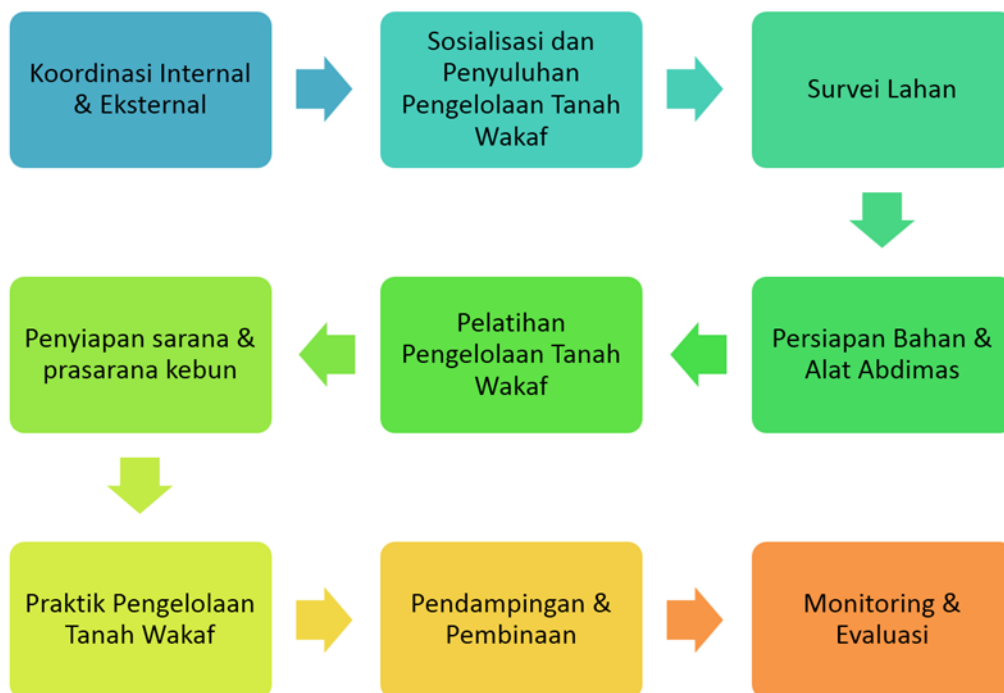 Koordinasi Internal
& Eksternal
Sosialisasi dan
Penyuluhan
Pengelolaan Tanah
Wakaf
Survei Lahan
Persiapan Bahan &
Alat Abdimas
Pelatihan
Pengelolaan Tanah
Wakaf
Penyiapan sarana &
prasarana kebun
Praktik Pengelolaan
Tanah Wakaf
Pendampingan &
Pembinaan
Monitoring &
Evaluasi